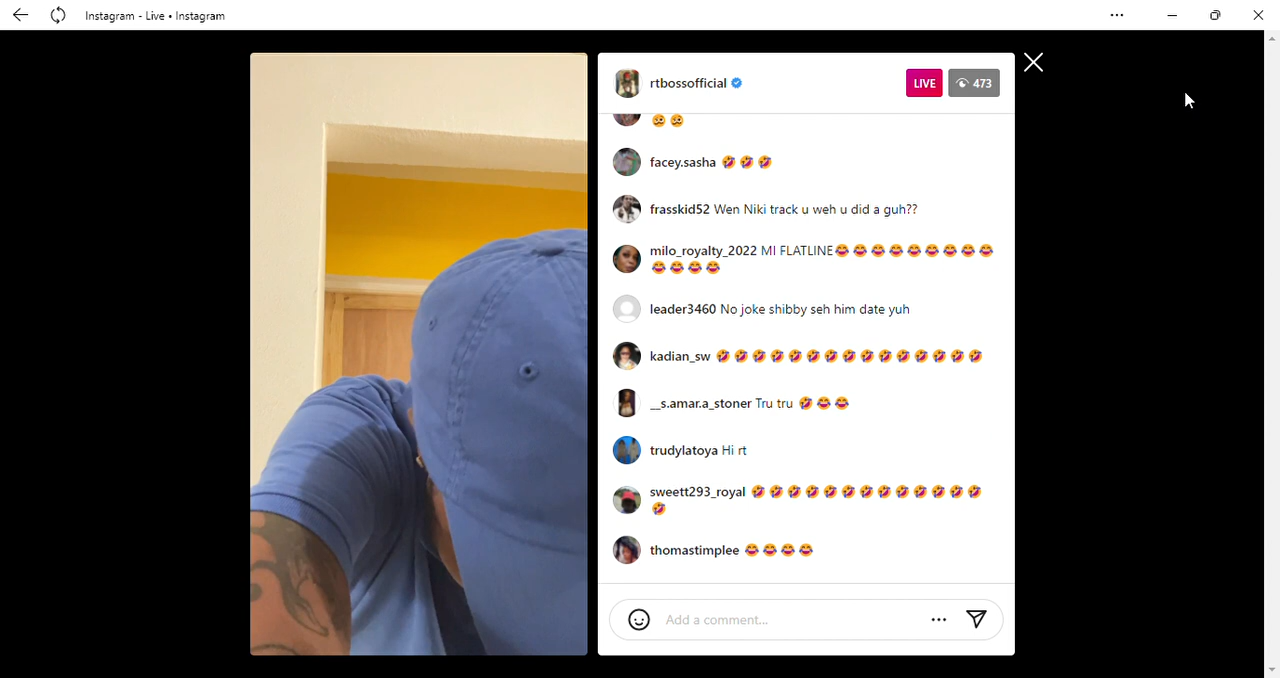 Instagram - Live • Instagram
rtbossofficial
LIVE 473
🥴🥴
facey.sasha 🤣🤣🤣
frasskid52 Wen Niki track u weh u did a guh??
milo_royalty_2022 MI FLATLINE😂😂😂😂😂😂😂😂😂
😂😂😂😂
leader3460 No joke shibby seh him date yuh
kadian_sw 🤣🤣🤣🤣🤣🤣🤣🤣🤣🤣🤣🤣🤣🤣🤣
__s.amar.a_stoner Tru tru 🤣😂😂
trudylatoya Hi rt
sweett293_royal 🤣🤣🤣🤣🤣🤣🤣🤣🤣🤣🤣🤣🤣
🤣
thomastimplee 😂😂😂😂
Add a comment...